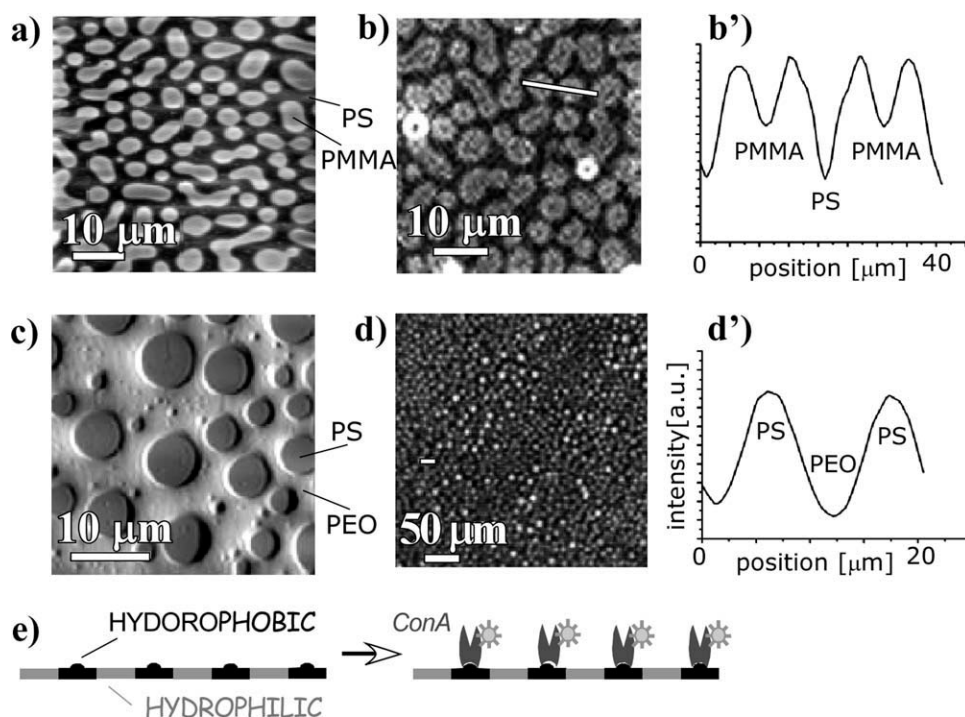 a)
PS
PMMA
10 µm
b)
10 µm
b')
PMMA
PMMA
PS
0
position [µm]
40
c)
PS
PEO
10 µm
d)
50 µm
d')
intensity[a.u.]
PS
PS
PEO
0
position [µm]
20
e)
HYDOROPHOBIC
HYDROPHILIC
ConA